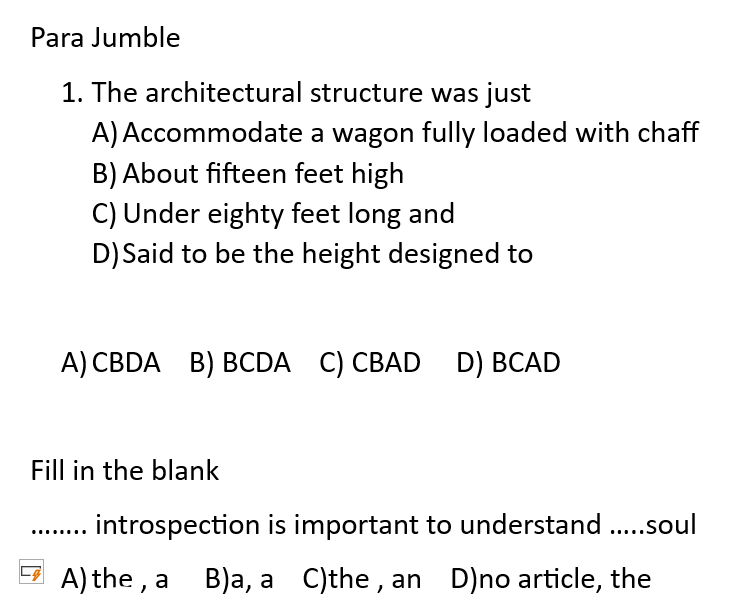 Para Jumble
1. The architectural structure was just
A) Accommodate a wagon fully loaded with chaff
B) About fifteen feet high
C) Under eighty feet long and
D) Said to be the height designed to
A) CBDA B) BCDA C) CBAD D) BCAD
Fill in the blank
........ introspection is important to understand .....soul
A) the , a B)a, a C)the , an D)no article, the